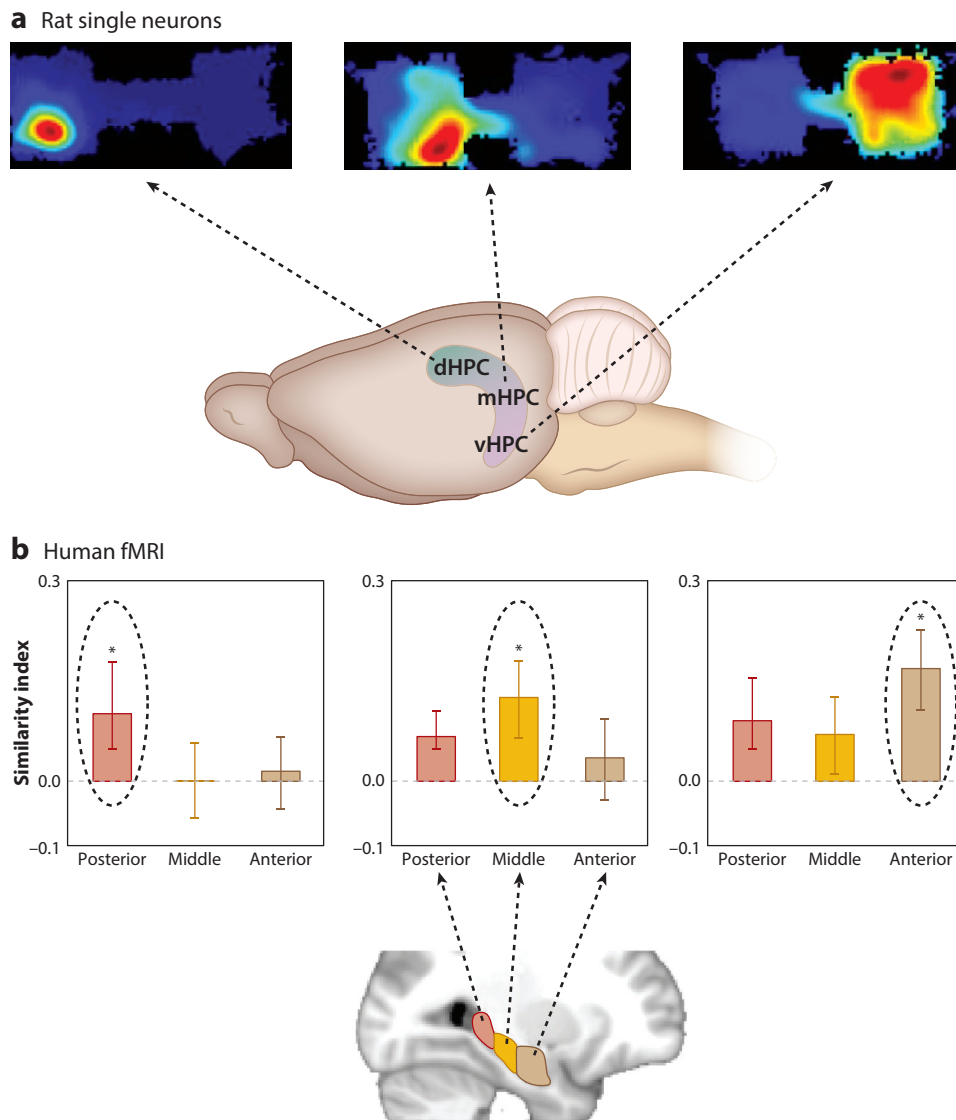 a Rat single neurons
dHPC
mHPC
vHPC
b Human fMRI
Similarity index
0.3
0.0
–0.1
*
Posterior Middle Anterior
0.3
0.0
–0.1
*
Posterior Middle Anterior
0.3
0.0
–0.1
*
Posterior Middle Anterior